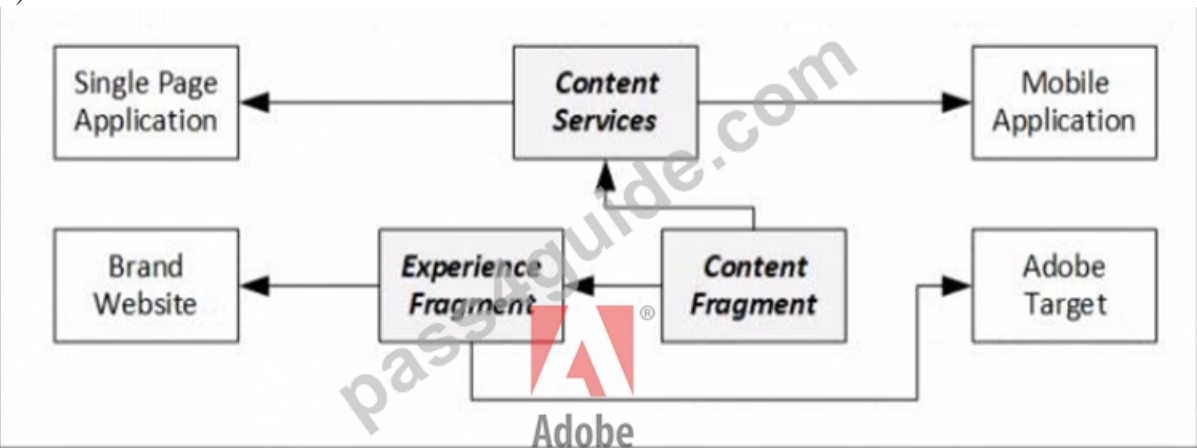 )
Single Page
Application
Content
Services
Mobile
Application
Brand
Website
Experience
Fragment
Content
Fragment
Adobe
Target
pass4guide.com
®
Adobe